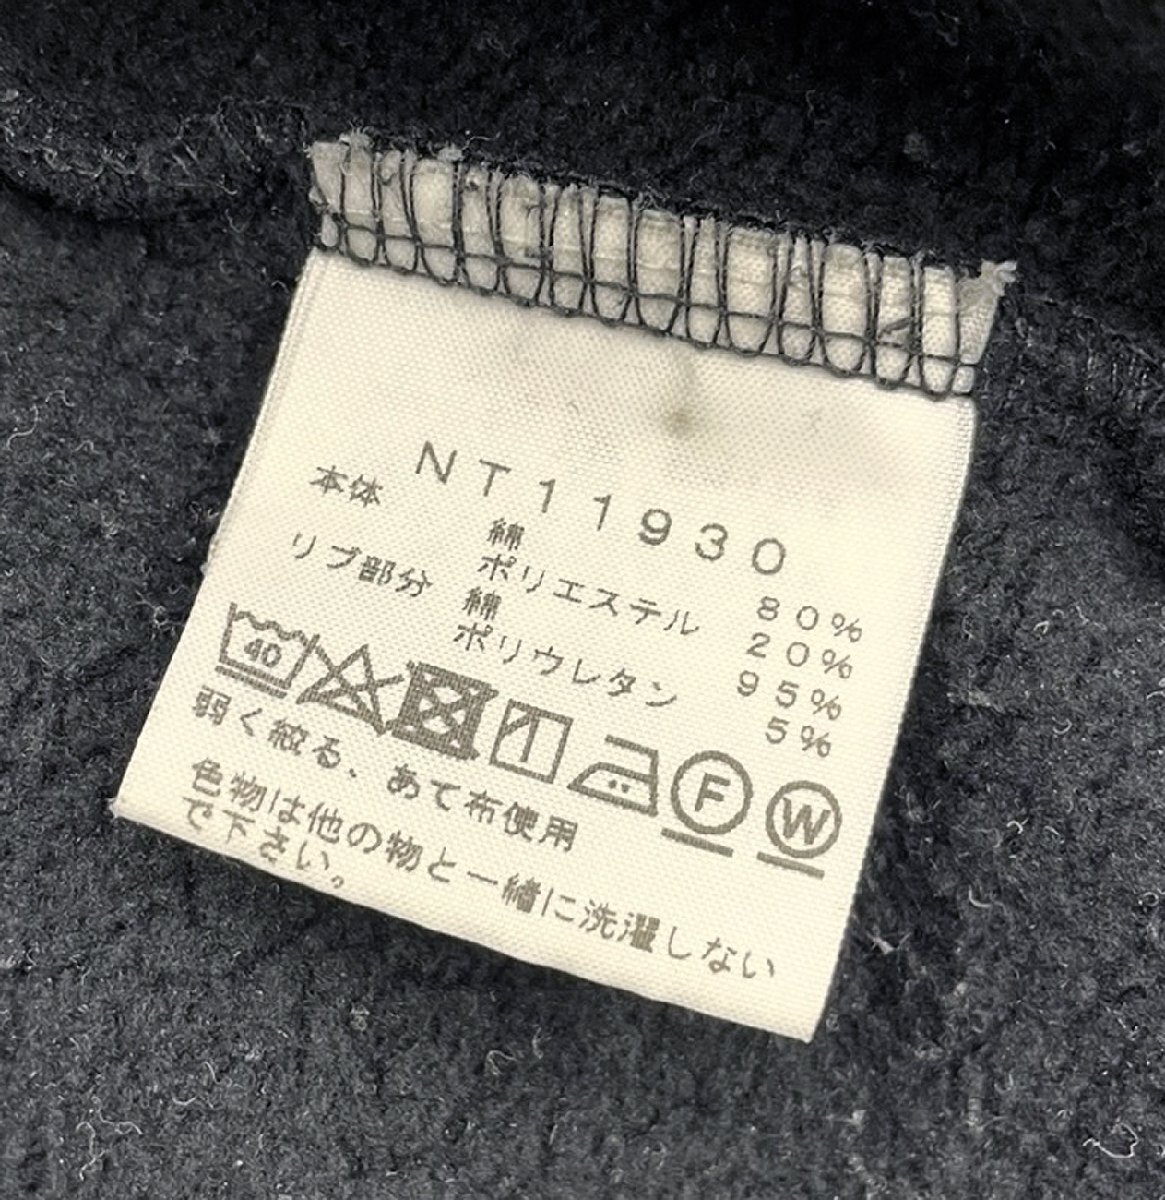 NT11930
本体 綿 80%
ポリエステル 20%
リブ部分 綿 95%
ポリウレタン 5%
40 F W
弱く絞る、あて布使用
色物は他の物と一緒に洗濯しない
で下さい。